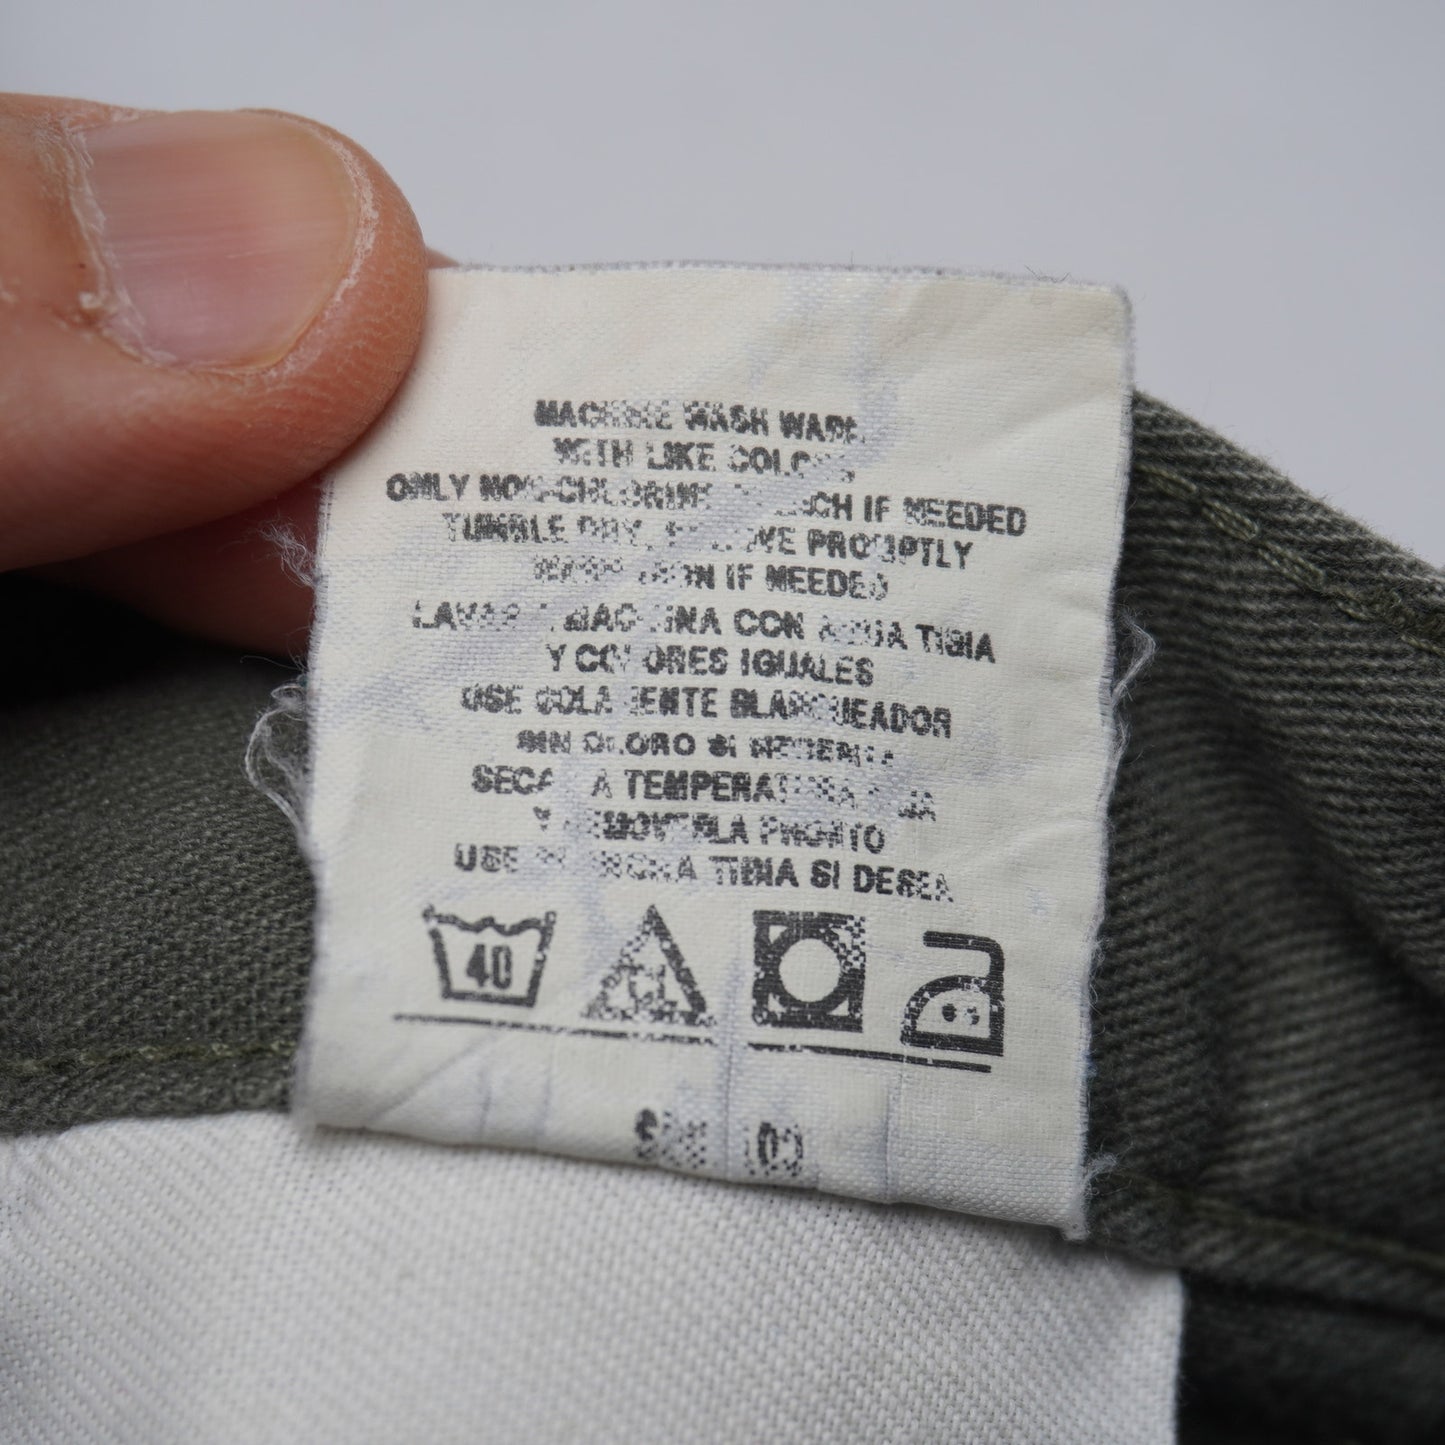 MACHINE WASH WARM
WITH LIKE COLORS
ONLY NON-CHLORINE BLEACH IF NEEDED
TUMBLE DRY, REMOVE PROMPTLY
WARM IRON IF NEEDED
LAVAR A MAQUINA CON AGUA TIBIA
Y COLORES IGUALES
USE SOLAMENTE BLANQUEADOR
SIN CLORO SI NECESITA
SECAR A TEMPERATURA BAJA
Y REMOVERLA PRONTO
USE PLANCHA TIBIA SI DESEA
40 CL